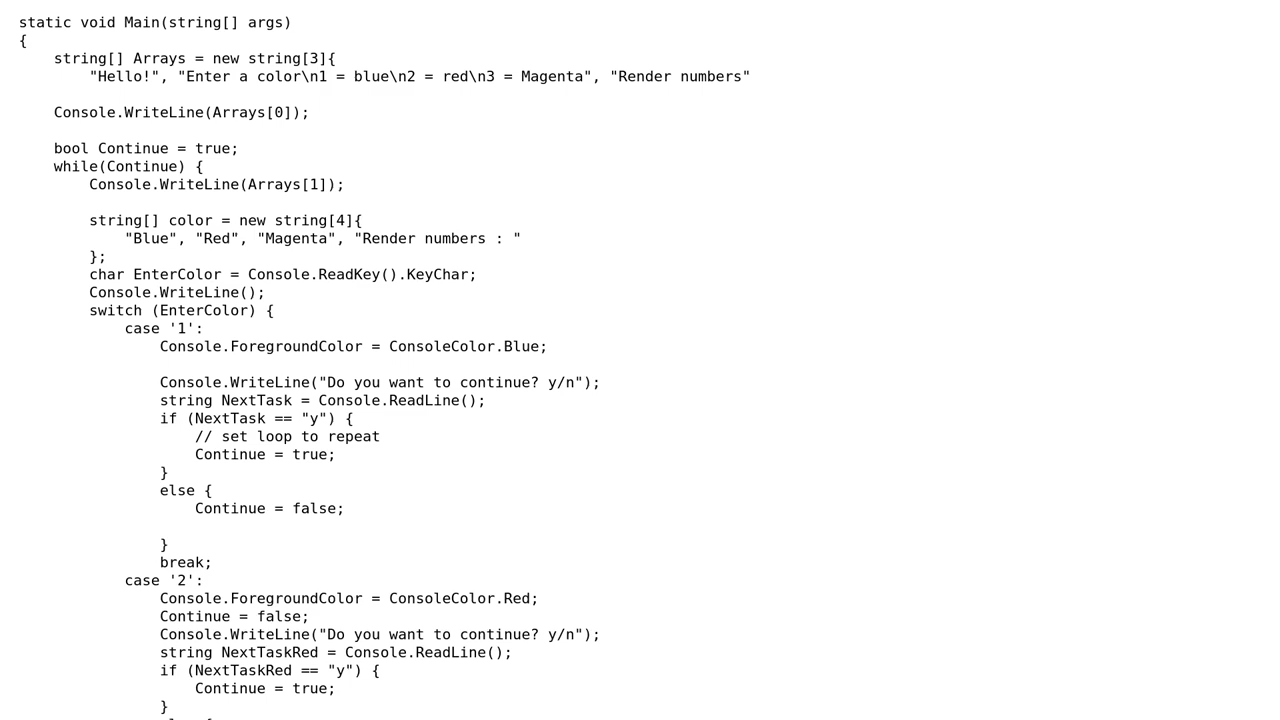 static void Main(string[] args)
{
    string[] Arrays = new string[3]{
        "Hello!", "Enter a color\n1 = blue\n2 = red\n3 = Magenta", "Render numbers"

    Console.WriteLine(Arrays[0]);

    bool Continue = true;
    while(Continue) {
        Console.WriteLine(Arrays[1]);

        string[] color = new string[4]{
            "Blue", "Red", "Magenta", "Render numbers : "
        };
        char EnterColor = Console.ReadKey().KeyChar;
        Console.WriteLine();
        switch (EnterColor) {
            case '1':
                Console.ForegroundColor = ConsoleColor.Blue;

                Console.WriteLine("Do you want to continue? y/n");
                string NextTask = Console.ReadLine();
                if (NextTask == "y") {
                    // set loop to repeat
                    Continue = true;
                }
                else {
                    Continue = false;

                }
                break;
            case '2':
                Console.ForegroundColor = ConsoleColor.Red;
                Continue = false;
                Console.WriteLine("Do you want to continue? y/n");
                string NextTaskRed = Console.ReadLine();
                if (NextTaskRed == "y") {
                    Continue = true;
                }